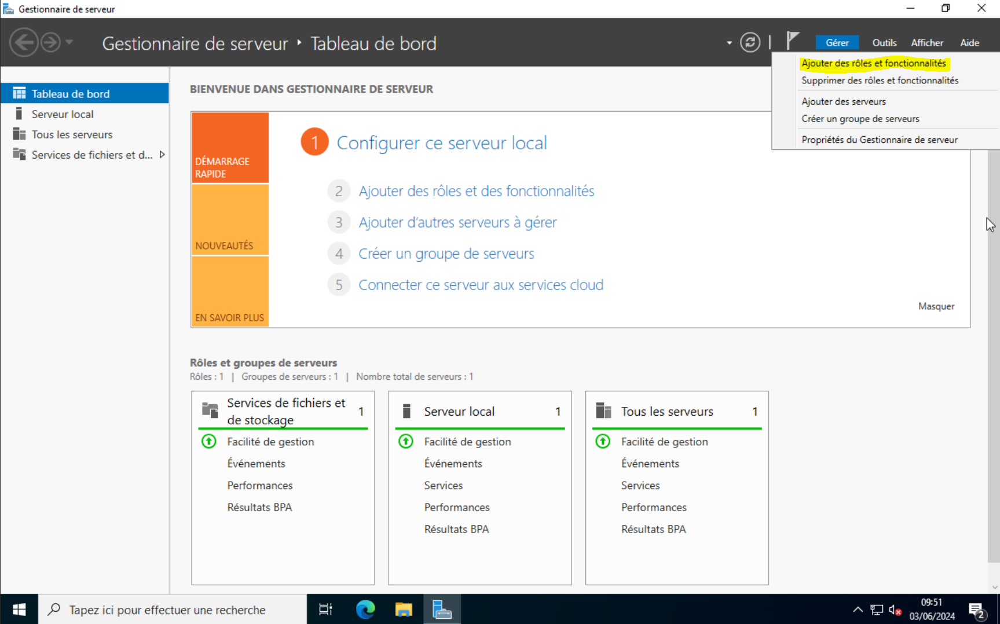 Gestionnaire de serveur
Gestionnaire de serveur ‣ Tableau de bord
Gérer Outils Afficher Aide
Ajouter des rôles et fonctionnalités
Supprimer des rôles et fonctionnalités
Ajouter des serveurs
Créer un groupe de serveurs
Propriétés du Gestionnaire de serveur
Tableau de bord
Serveur local
Tous les serveurs
Services de fichiers et d...
BIENVENUE DANS GESTIONNAIRE DE SERVEUR
DÉMARRAGE
RAPIDE
NOUVEAUTÉS
EN SAVOIR PLUS
1 Configurer ce serveur local
2 Ajouter des rôles et des fonctionnalités
3 Ajouter d’autres serveurs à gérer
4 Créer un groupe de serveurs
5 Connecter ce serveur aux services cloud
Masquer
Rôles et groupes de serveurs
Rôles : 1 | Groupes de serveurs : 1 | Nombre total de serveurs : 1
Services de fichiers et
de stockage
1
Facilité de gestion
Événements
Performances
Résultats BPA
Serveur local 1
Facilité de gestion
Événements
Services
Performances
Résultats BPA
Tous les serveurs 1
Facilité de gestion
Événements
Services
Performances
Résultats BPA
Tapez ici pour effectuer une recherche
09:51
03/06/2024
2